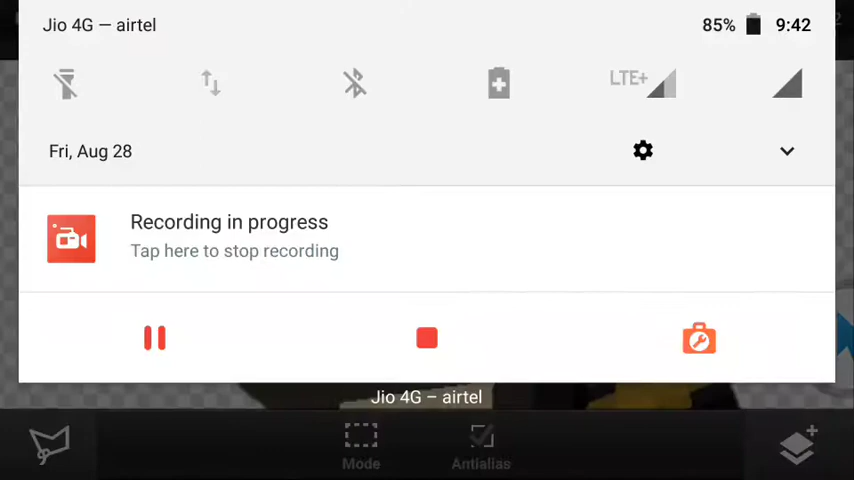 Jio 4G — airtel
85% 9:42
LTE+
Fri, Aug 28
Recording in progress
Tap here to stop recording
Jio 4G – airtel
Mode
Antialias